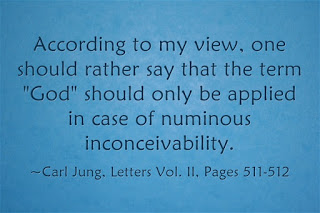 According to my view, one
should rather say that the term
"God" should only be applied
in case of numinous
inconceivability.
~Carl Jung, Letters Vol. II, Pages 511-512